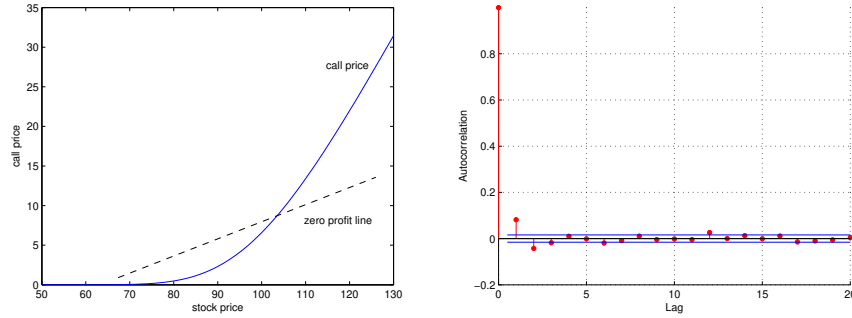 35
30
25
20
15
10
5
0
call price
call price
zero profit line
50 60 70 80 90 100 110 120 130
stock price
0.8
0.6
0.4
0.2
0
−0.2
Autocorrelation
0 5 10 15 20
Lag